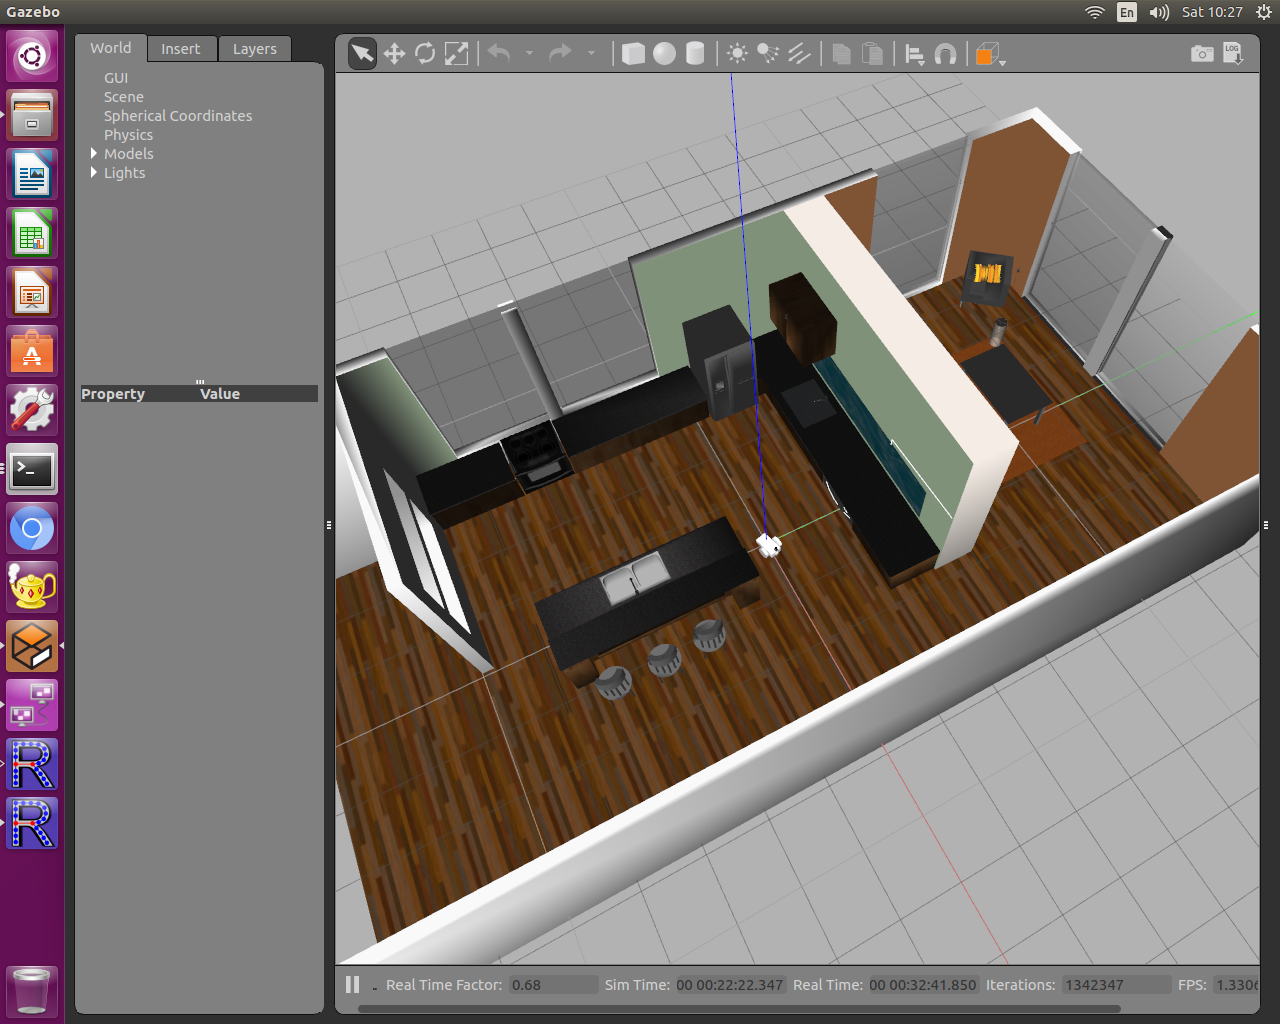 Gazebo
En
Sat 10:27
World
Insert
Layers
GUI
Scene
Spherical Coordinates
Physics
Models
Lights
Property
Value
LOG
Real Time Factor: 0.68 Sim Time: 00 00:22:22.347 Real Time: 00 00:32:41.850 Iterations: 1342347 FPS: 1.3306